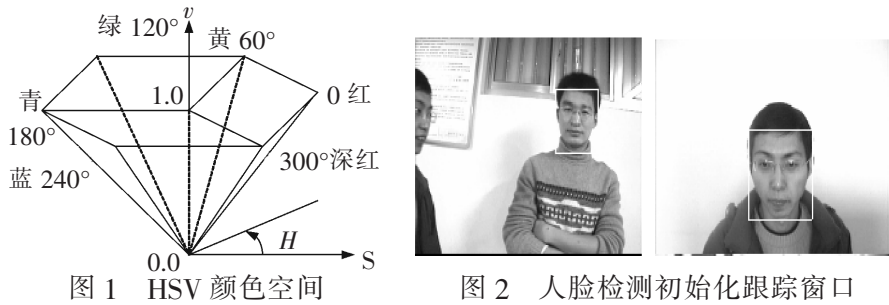 v
绿 120°
黄 60°
青
1.0
0 红
180°
蓝 240°
300°深红
H
0.0
S
图 1 HSV 颜色空间
图 2 人脸检测初始化跟踪窗口